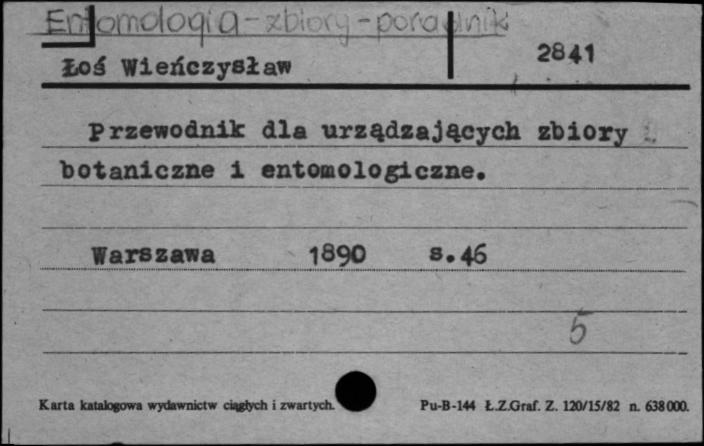 Entomologia - zbiory - poradnik
Łoś Wieńczysław 2841
Przewodnik dla urządzających zbiory
botaniczne i entomologiczne.
Warszawa 1890 s.46
5
Karta katalogowa wydawnictw ciągłych i zwartych. Pu-B-144 Ł.Z.Graf. Z. 120/15/82 n. 638000.